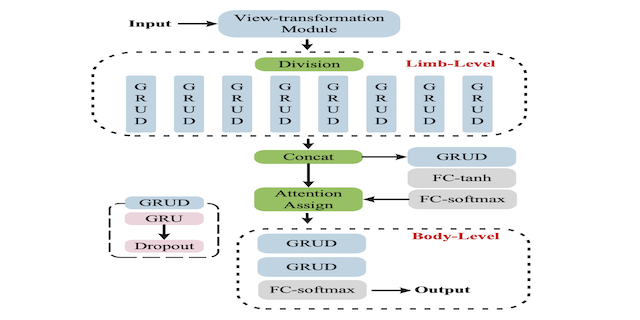 Input
View-transformation
Module
Division
Limb-Level
GRUD GRUD GRUD GRUD GRUD GRUD GRUD GRUD
Concat
GRUD
FC-tanh
Attention
Assign
FC-softmax
GRUD
GRU
Dropout
Body-Level
GRUD
GRUD
FC-softmax
Output